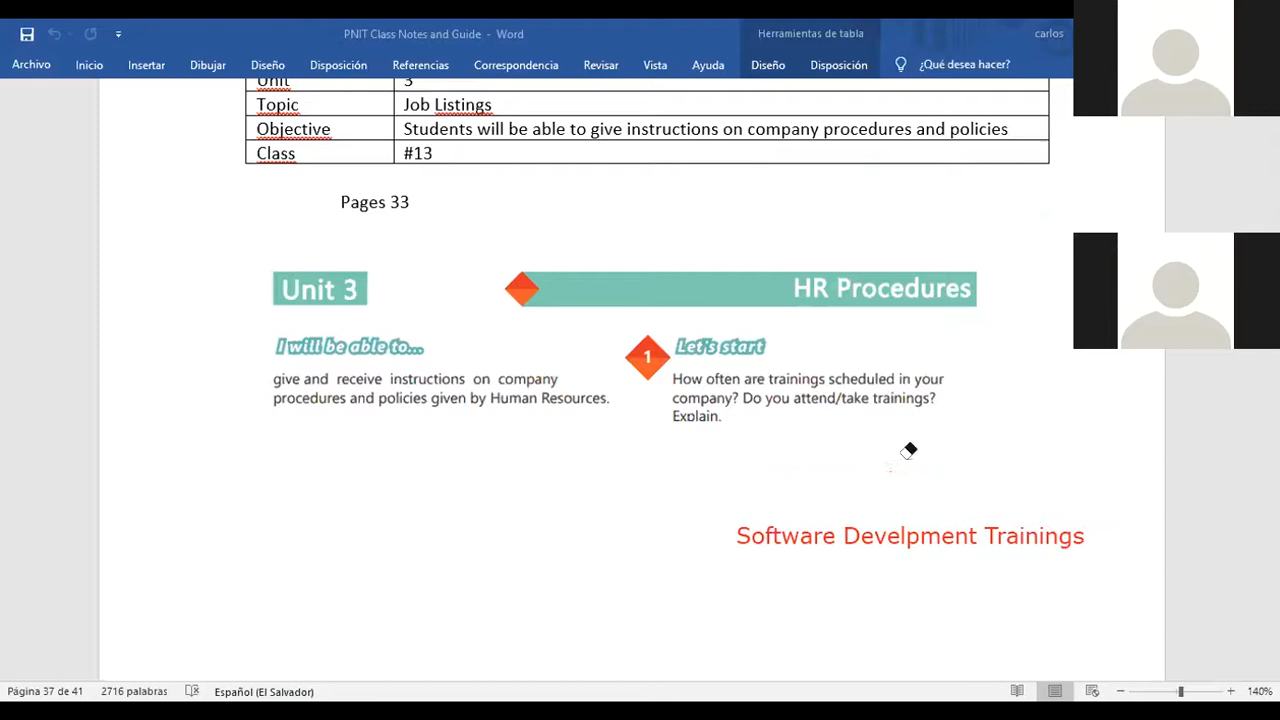 PNIT Class Notes and Guide - Word
Herramientas de tabla
carlos
Archivo Inicio Insertar Dibujar Diseño Disposición Referencias Correspondencia Revisar Vista Ayuda Diseño Disposición ¿Qué desea hacer?
Unit 3
Topic Job Listings
Objective Students will be able to give instructions on company procedures and policies
Class #13
Pages 33
Unit 3
HR Procedures
I will be able to...
give and receive instructions on company
procedures and policies given by Human Resources.
1 Let's start
How often are trainings scheduled in your
company? Do you attend/take trainings?
Explain.
Software Develpment Trainings
Página 37 de 41 2716 palabras Español (El Salvador) 140%